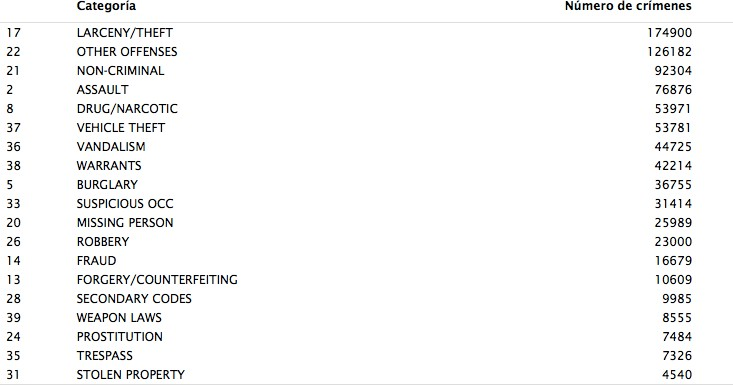 Categoría Número de crímenes
17 LARCENY/THEFT 174900
22 OTHER OFFENSES 126182
21 NON-CRIMINAL 92304
2 ASSAULT 76876
8 DRUG/NARCOTIC 53971
37 VEHICLE THEFT 53781
36 VANDALISM 44725
38 WARRANTS 42214
5 BURGLARY 36755
33 SUSPICIOUS OCC 31414
20 MISSING PERSON 25989
26 ROBBERY 23000
14 FRAUD 16679
13 FORGERY/COUNTERFEITING 10609
28 SECONDARY CODES 9985
39 WEAPON LAWS 8555
24 PROSTITUTION 7484
35 TRESPASS 7326
31 STOLEN PROPERTY 4540